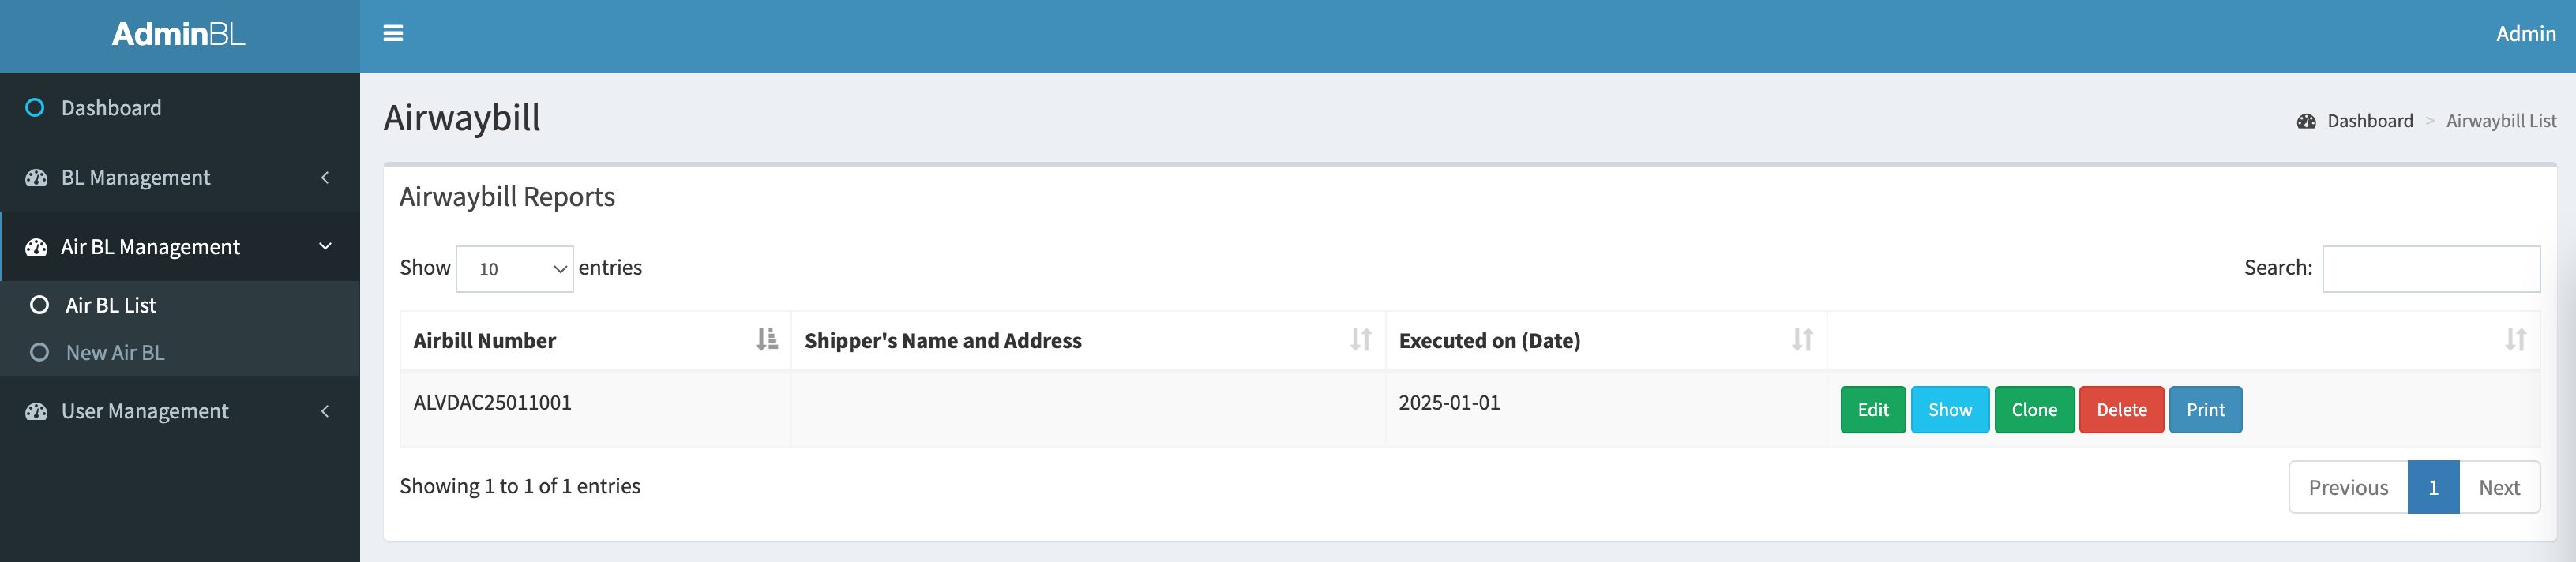 AdminBL
Admin
Dashboard
BL Management
Air BL Management
Air BL List
New Air BL
User Management
Airwaybill
Dashboard > Airwaybill List
Airwaybill Reports
Show 10 entries
Search:
Airbill Number Shipper's Name and Address Executed on (Date)
ALVDAC25011001 2025-01-01 Edit Show Clone Delete Print
Showing 1 to 1 of 1 entries
Previous 1 Next